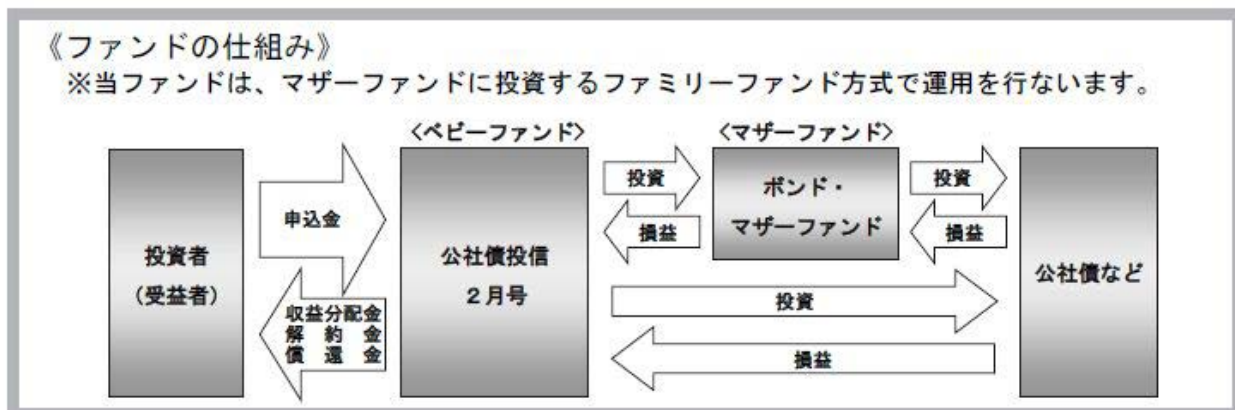 《ファンドの仕組み》
※当ファンドは、マザーファンドに投資するファミリーファンド方式で運用を行ないます。
〈ベビーファンド〉
〈マザーファンド〉
投資者
（受益者）
申込金
収益分配金
解約金
償還金
公社債投信
２月号
投資
損益
ボンド・
マザーファンド
投資
損益
投資
損益
公社債など